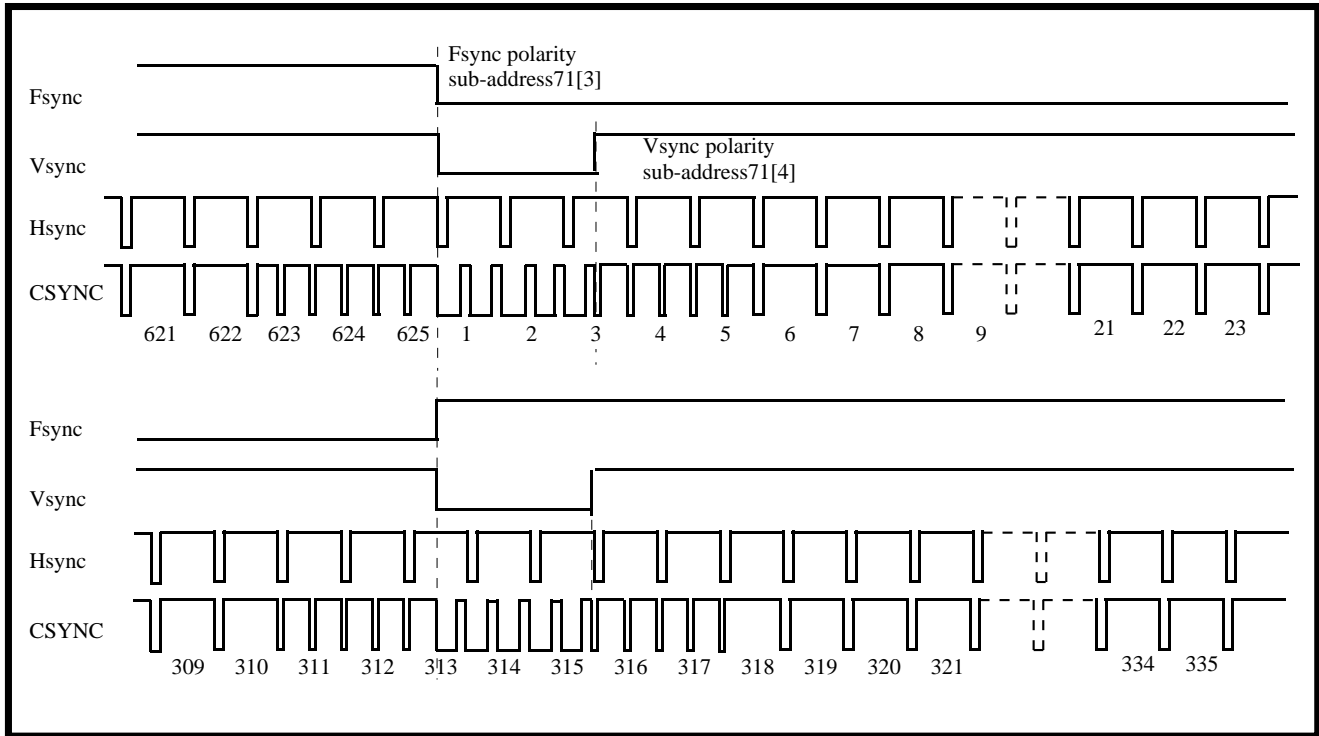 Fsync polarity
sub-address71[3]
Fsync
Vsync
Vsync polarity
sub-address71[4]
Hsync
CSYNC
621 622 623 624 625 1 2 3 4 5 6 7 8 9 21 22 23
Fsync
Vsync
Hsync
CSYNC
309 310 311 312 313 314 315 316 317 318 319 320 321 334 335